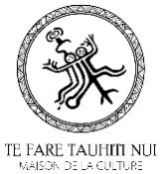 TE FARE TAUHITI NUI
MAISON DE LA CULTURE